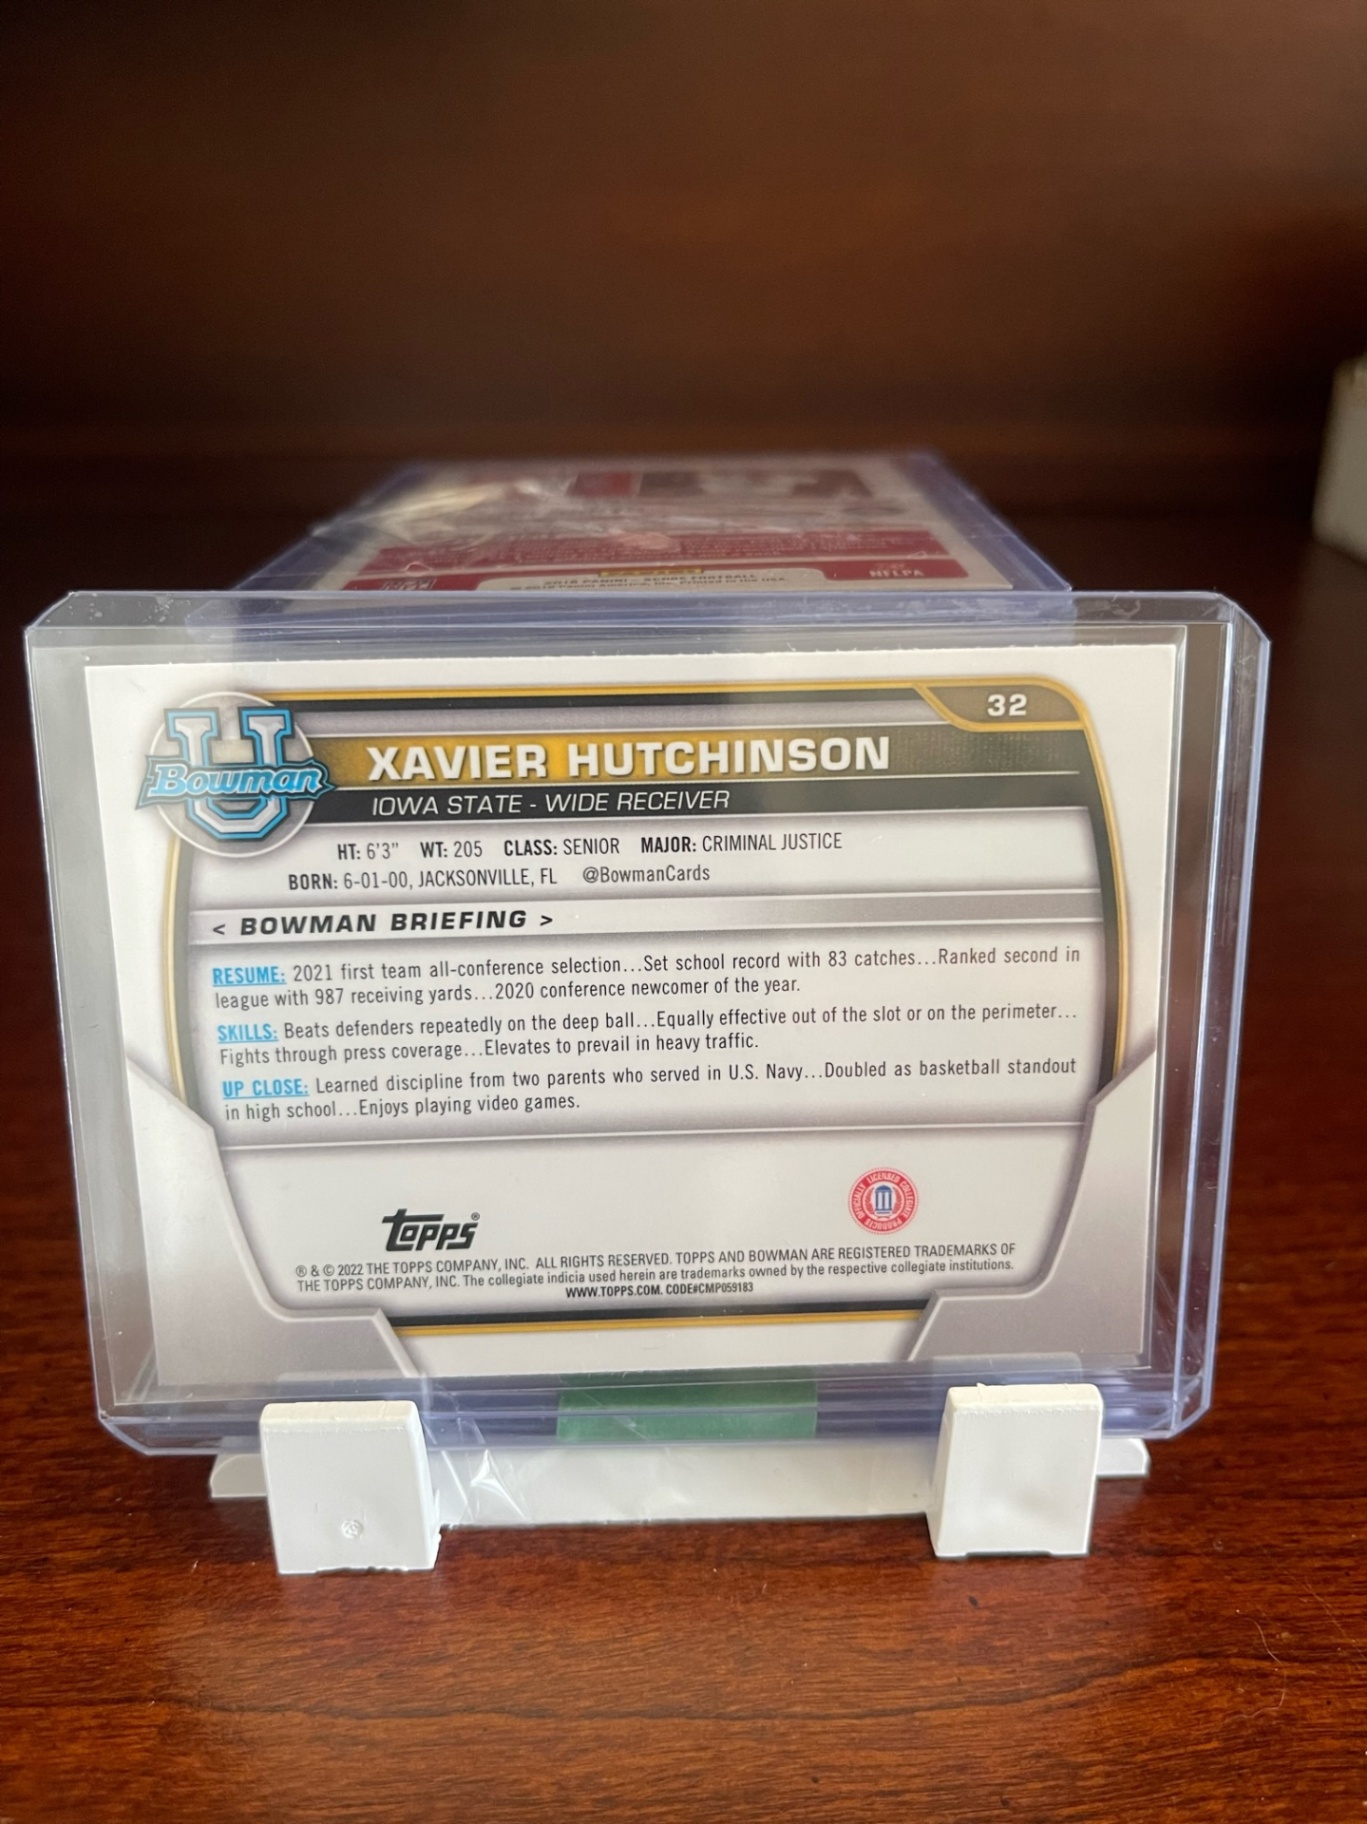 NFLPA
32
Bowman
XAVIER HUTCHINSON
IOWA STATE - WIDE RECEIVER
HT: 6'3" WT: 205 CLASS: SENIOR MAJOR: CRIMINAL JUSTICE
BORN: 6-01-00, JACKSONVILLE, FL @BowmanCards
< BOWMAN BRIEFING >
RESUME: 2021 first team all-conference selection...Set school record with 83 catches...Ranked second in
league with 987 receiving yards...2020 conference newcomer of the year.
SKILLS: Beats defenders repeatedly on the deep ball...Equally effective out of the slot or on the perimeter...
Fights through press coverage...Elevates to prevail in heavy traffic.
UP CLOSE: Learned discipline from two parents who served in U.S. Navy...Doubled as basketball standout
in high school...Enjoys playing video games.
topps®
OFFICIALLY LICENSED COLLEGIATE PRODUCTS
® & © 2022 THE TOPPS COMPANY, INC. ALL RIGHTS RESERVED. TOPPS AND BOWMAN ARE REGISTERED TRADEMARKS OF
THE TOPPS COMPANY, INC. The collegiate indicia used herein are trademarks owned by the respective collegiate institutions.
WWW.TOPPS.COM. CODE#CMP059183